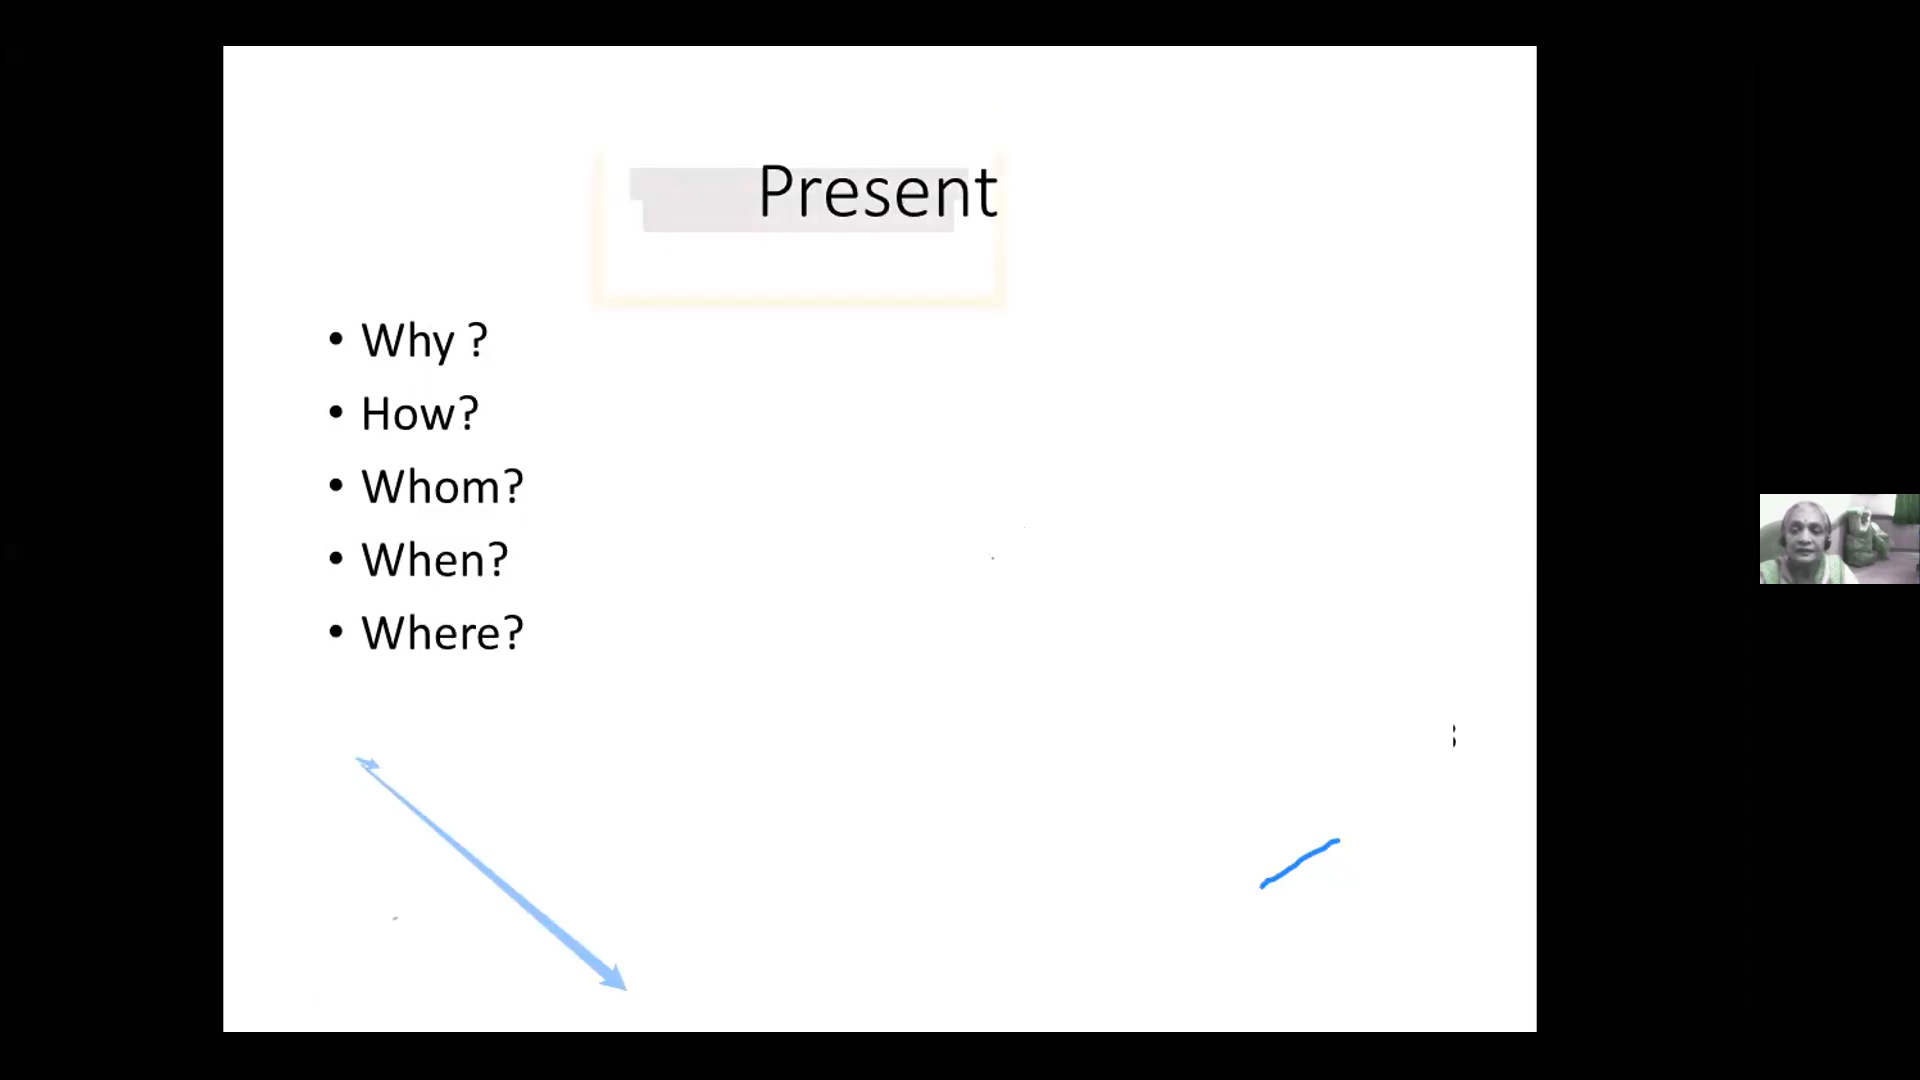 Present
• Why ?
• How?
• Whom?
• When?
• Where?